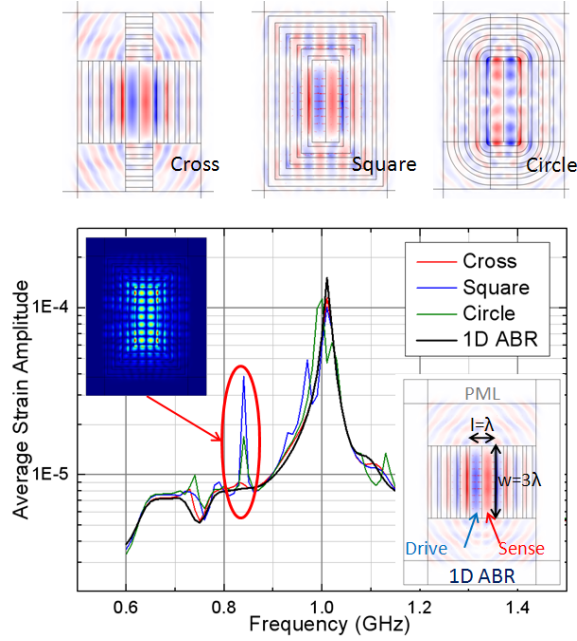 Cross
Square
Circle
Average Strain Amplitude
1E-4
1E-5
Cross
Square
Circle
1D ABR
PML
l=λ
w=3λ
Drive
Sense
1D ABR
0.6
0.8
1.0
1.2
1.4
Frequency (GHz)